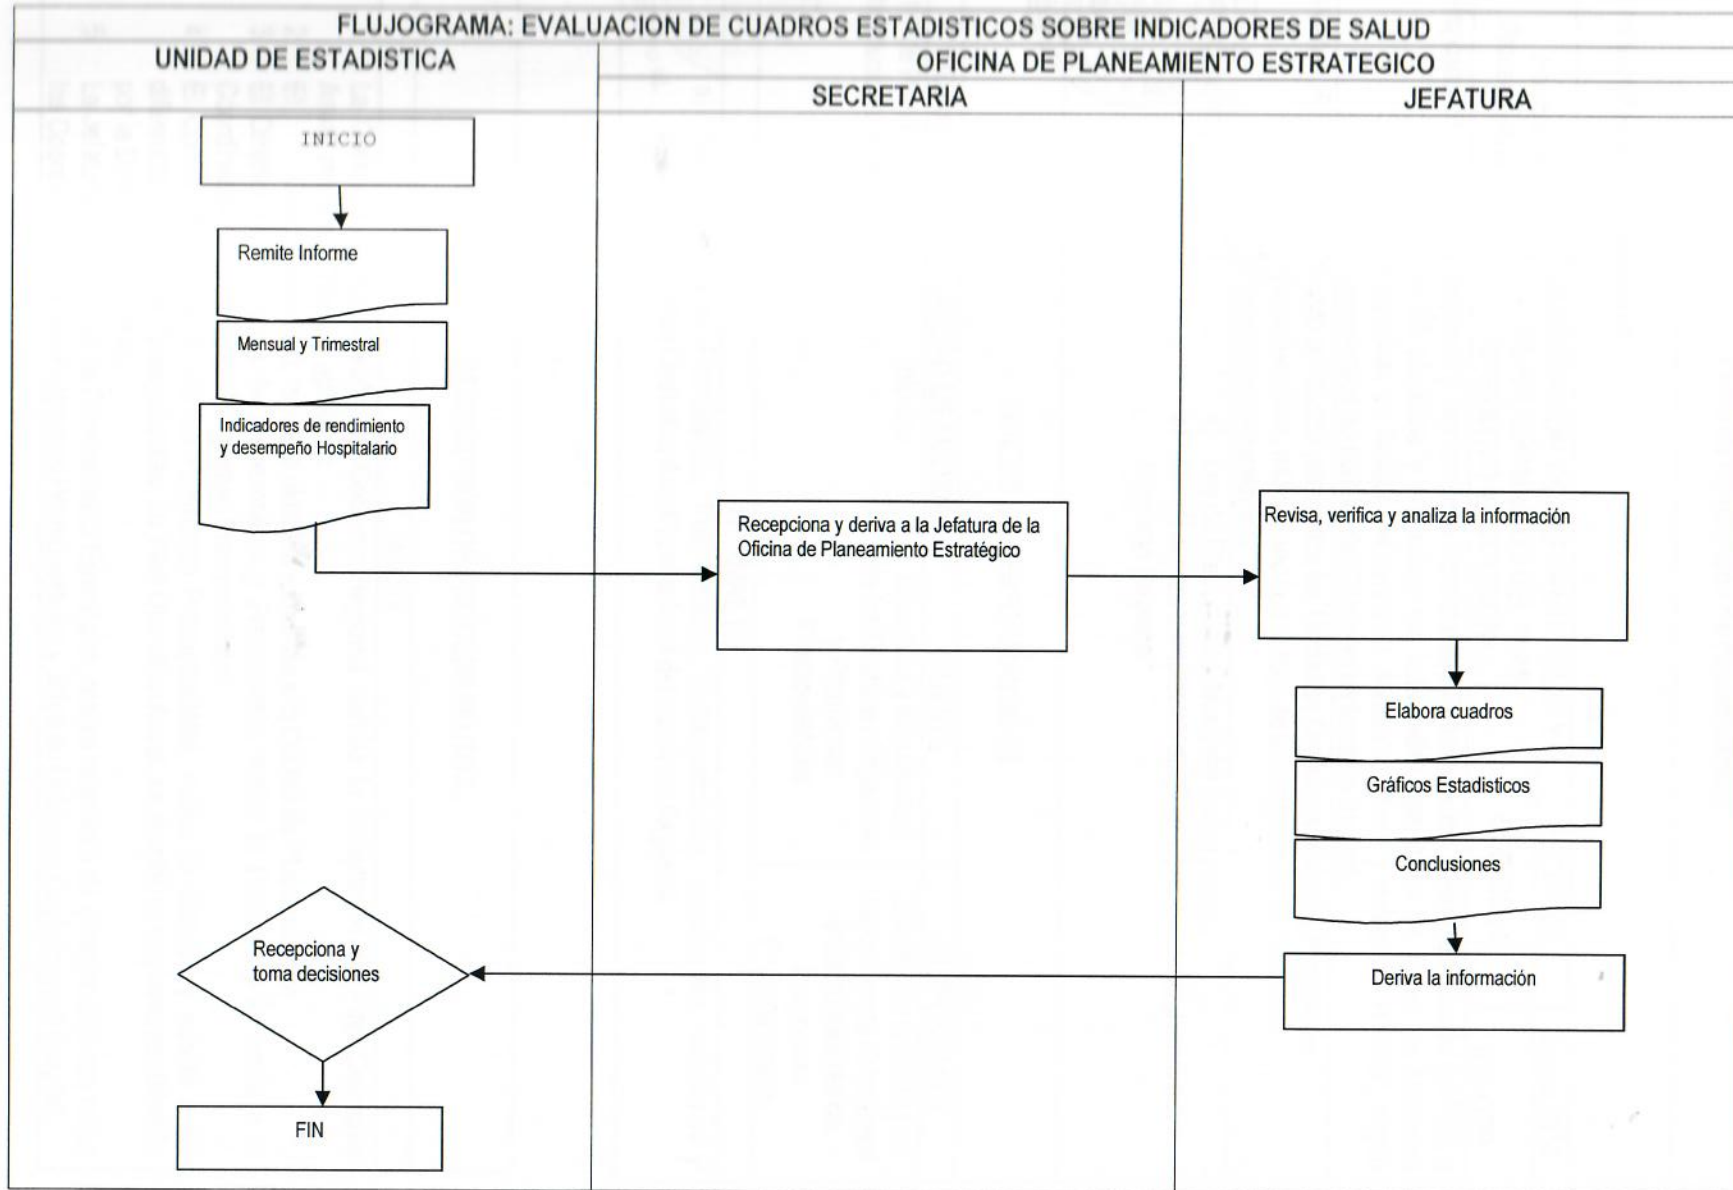 FLUJOGRAMA: EVALUACION DE CUADROS ESTADISTICOS SOBRE INDICADORES DE SALUD
UNIDAD DE ESTADISTICA
OFICINA DE PLANEAMIENTO ESTRATEGICO
SECRETARIA
JEFATURA
INICIO
Remite Informe
Mensual y Trimestral
Indicadores de rendimiento
y desempeño Hospitalario
Recepciona y deriva a la Jefatura de la
Oficina de Planeamiento Estratégico
Revisa, verifica y analiza la información
Elabora cuadros
Gráficos Estadisticos
Conclusiones
Deriva la información
Recepciona y
toma decisiones
FIN